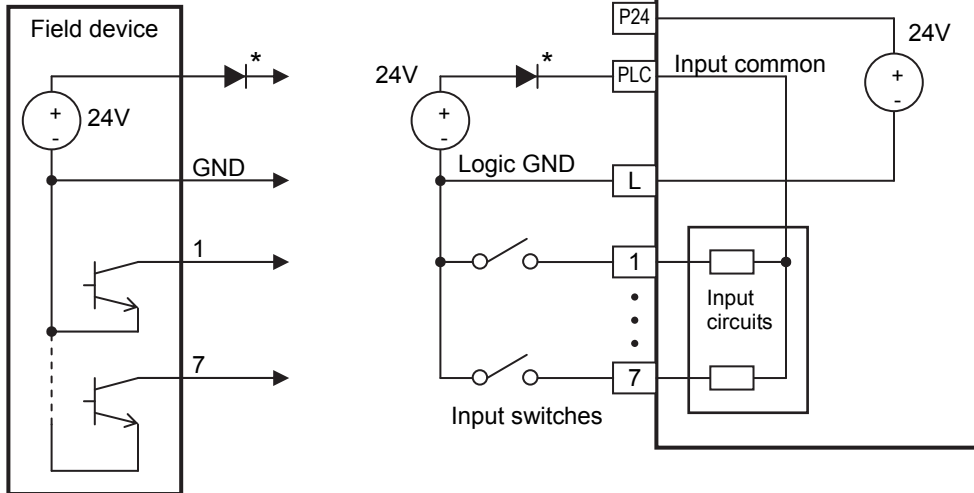 Field device
*
+
24V
-
GND
1
7
24V
*
+
-
Logic GND
Input switches
P24
PLC
Input common
L
1
7
Input
circuits
24V
+
-